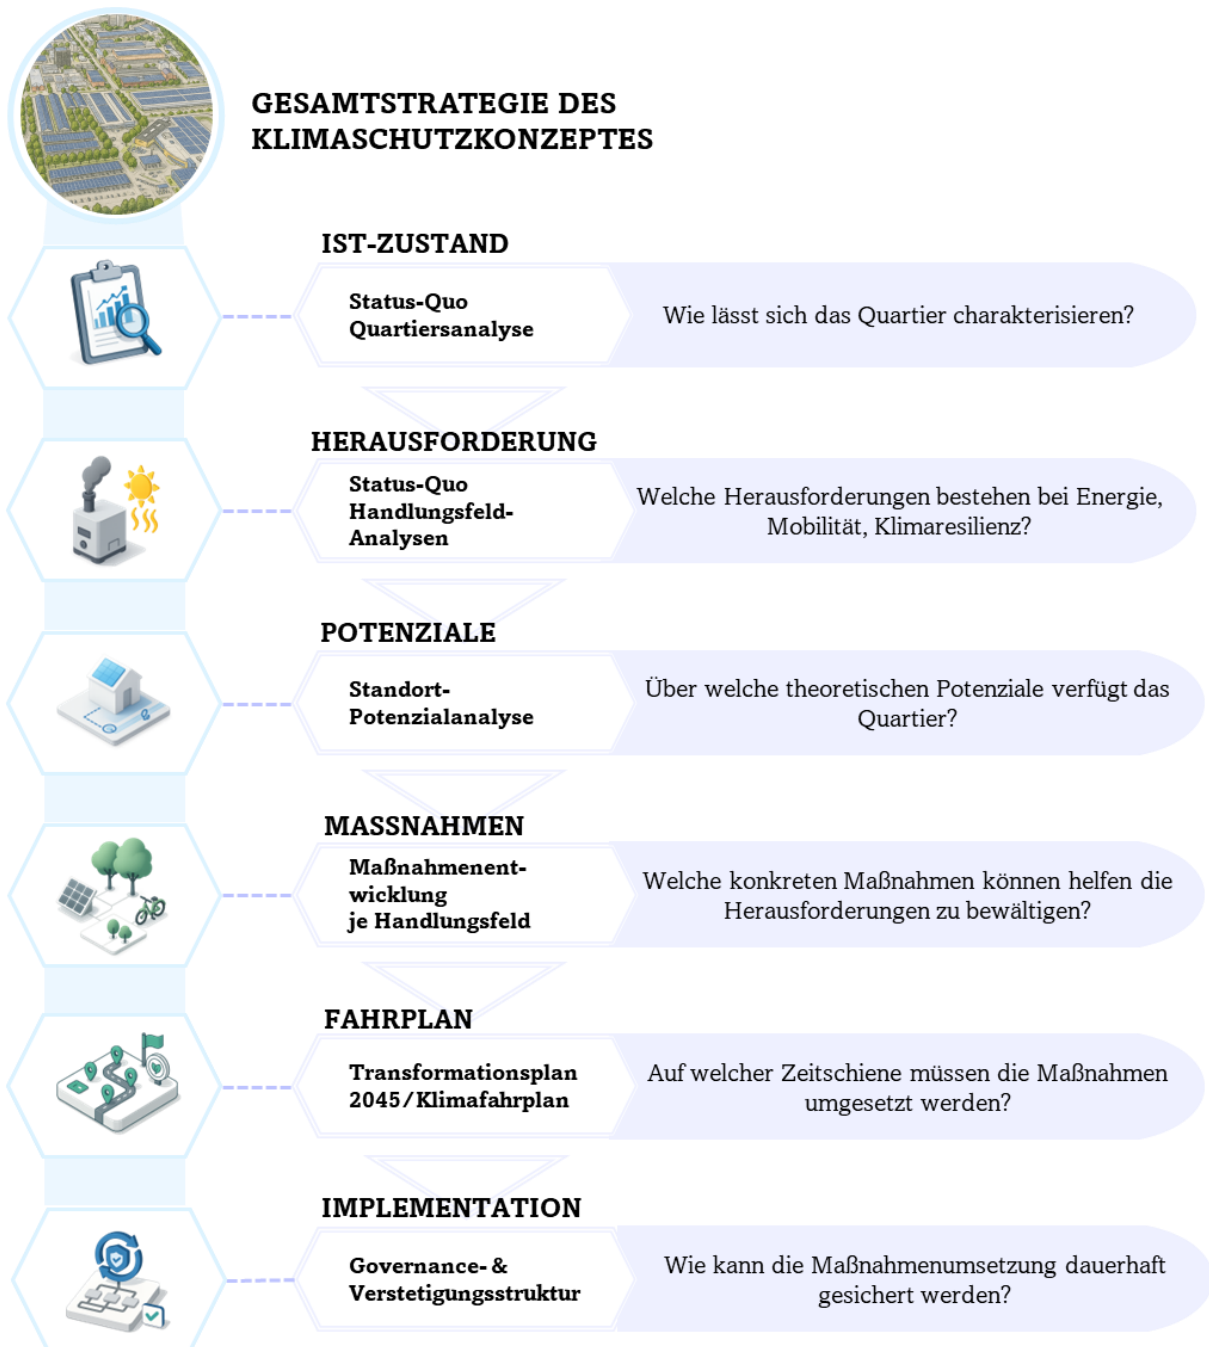 GESAMTSTRATEGIE DES
KLIMASCHUTZKONZEPTES
IST-ZUSTAND
Status-Quo
Quartiersanalyse
Wie lässt sich das Quartier charakterisieren?
HERAUSFORDERUNG
Status-Quo
Handlungsfeld-
Analysen
Welche Herausforderungen bestehen bei Energie,
Mobilität, Klimaresilienz?
POTENZIALE
Standort-
Potenzialanalyse
Über welche theoretischen Potenziale verfügt das
Quartier?
MASSNAHMEN
Maßnahmenent-
wicklung
je Handlungsfeld
Welche konkreten Maßnahmen können helfen die
Herausforderungen zu bewältigen?
FAHRPLAN
Transformationsplan
2045/Klimafahrplan
Auf welcher Zeitschiene müssen die Maßnahmen
umgesetzt werden?
IMPLEMENTATION
Governance- &
Verstetigungsstruktur
Wie kann die Maßnahmenumsetzung dauerhaft
gesichert werden?